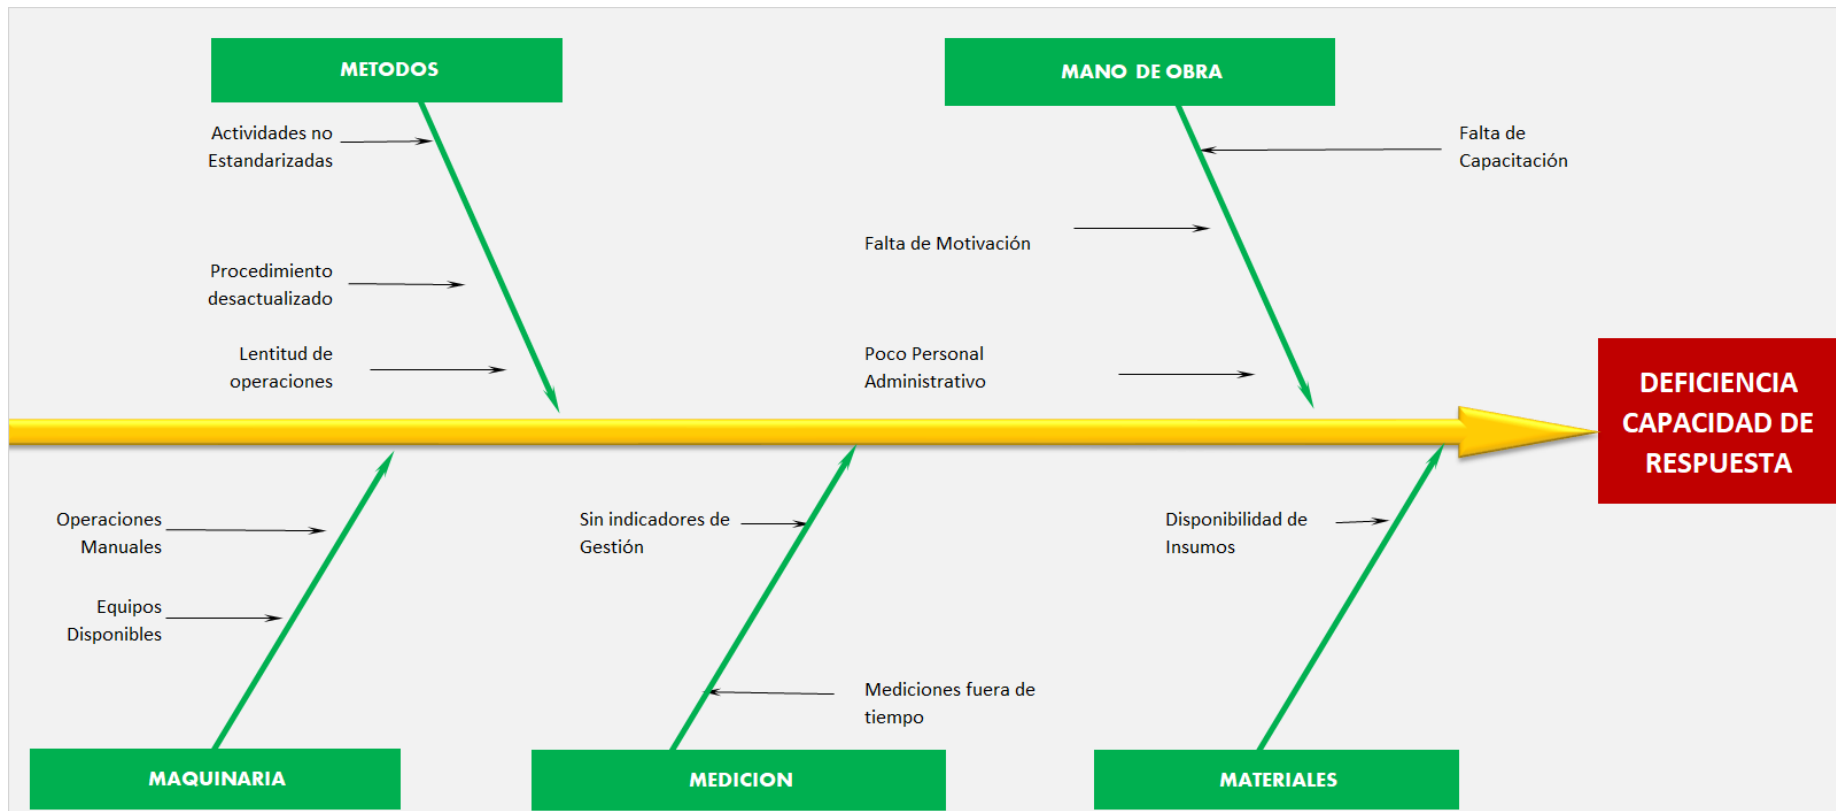 METODOS
MANO DE OBRA
Actividades no
Estandarizadas
Falta de
Capacitación
Falta de Motivación
Procedimiento
desactualizado
Lentitud de
operaciones
Poco Personal
Administrativo
DEFICIENCIA
CAPACIDAD DE
RESPUESTA
Operaciones
Manuales
Sin indicadores de
Gestión
Disponibilidad de
Insumos
Equipos
Disponibles
Mediciones fuera de
tiempo
MAQUINARIA
MEDICION
MATERIALES